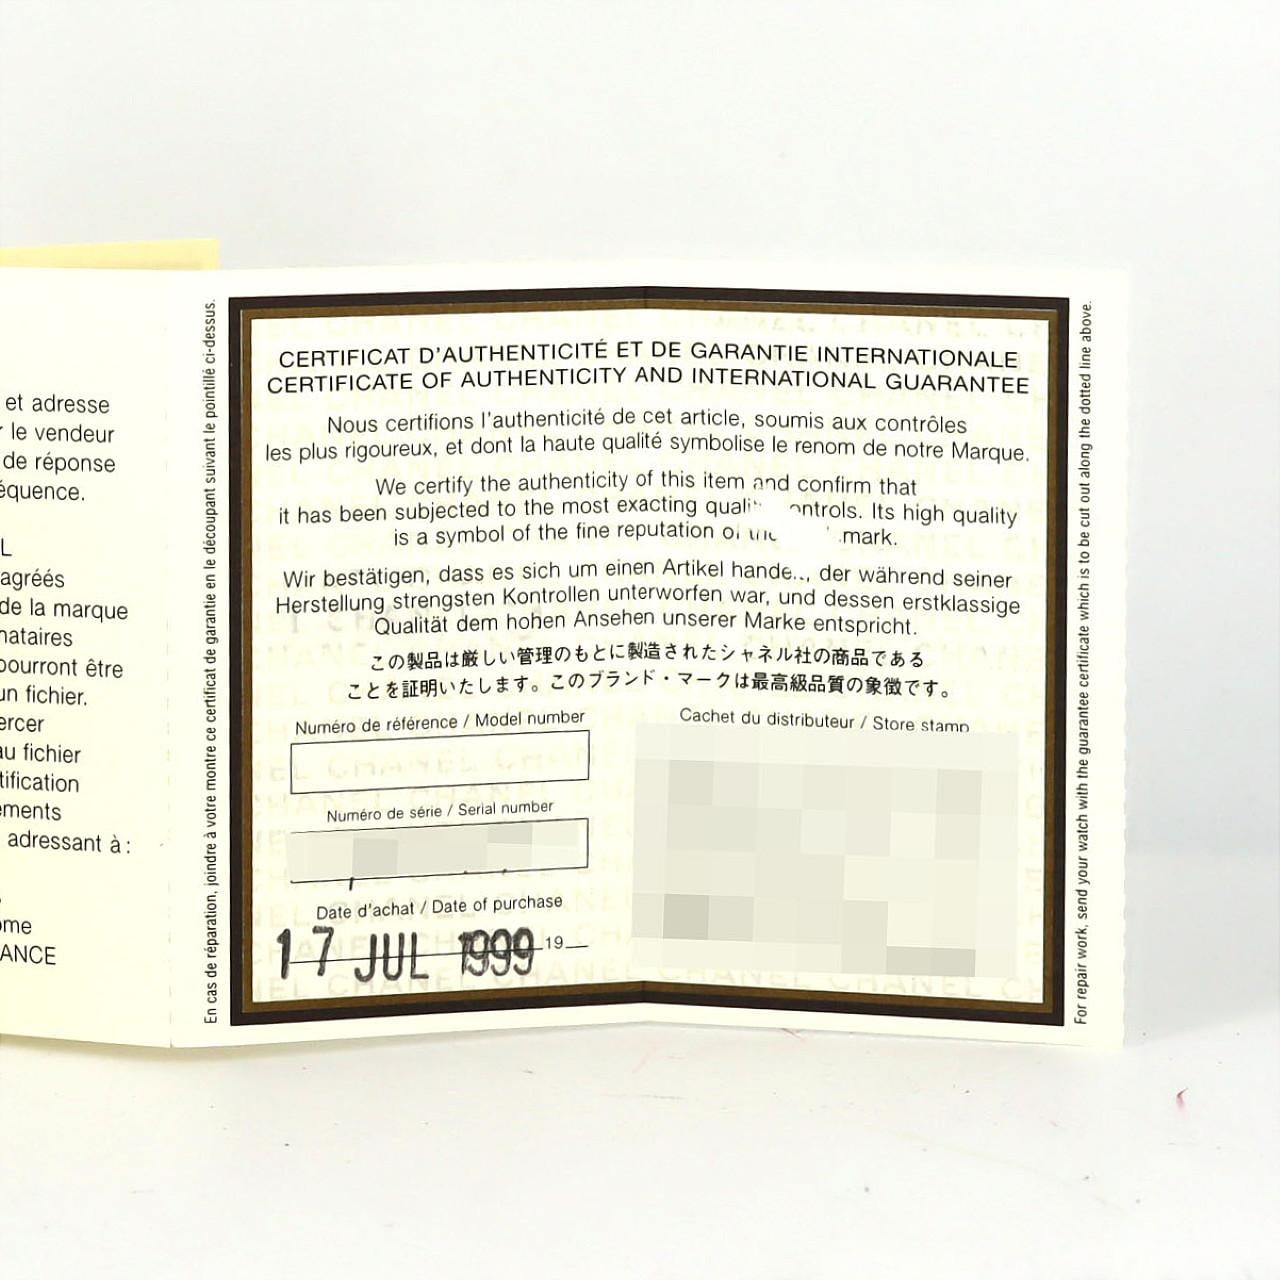 et adresse
le vendeur
de réponse
équence.
L
agréés
de la marque
nataires
pourront être
un fichier.
ercer
au fichier
tification
ements
adressant à :
ome
ANCE
En cas de réparation, joindre à votre montre ce certificat de garantie en le découpant suivant le pointillé ci-dessus.
CERTIFICAT D'AUTHENTICITÉ ET DE GARANTIE INTERNATIONALE
CERTIFICATE OF AUTHENTICITY AND INTERNATIONAL GUARANTEE
Nous certifions l'authenticité de cet article, soumis aux contrôles
les plus rigoureux, et dont la haute qualité symbolise le renom de notre Marque.
We certify the authenticity of this item and confirm that
it has been subjected to the most exacting quali ontrols. Its high quality
is a symbol of the fine reputation of the mark.
Wir bestätigen, dass es sich um einen Artikel hande.., der während seiner
Herstellung strengsten Kontrollen unterworfen war, und dessen erstklassige
Qualität dem hohen Ansehen unserer Marke entspricht.
この製品は厳しい管理のもとに製造されたシャネル社の商品である
ことを証明いたします。このブランド・マークは最高級品質の象徴です。
Numéro de référence / Model number
Cachet du distributeur / Store stamp
Numéro de série / Serial number
Date d'achat / Date of purchase
17 JUL 1999 19
For repair work, send your watch with the guarantee certificate which is to be cut out along the dotted line above.